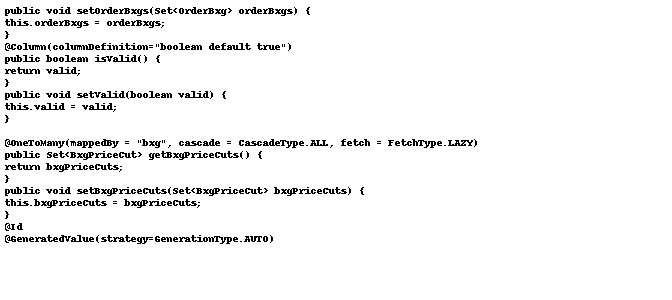 public void setOrderBxgs(Set<OrderBxg> orderBxgs) {
this.orderBxgs = orderBxgs;
}
@Column(columnDefinition="boolean default true")
public boolean isValid() {
return valid;
}
public void setValid(boolean valid) {
this.valid = valid;
}
@OneToMany(mappedBy = "bxg", cascade = CascadeType.ALL, fetch = FetchType.LAZY)
public Set<BxgPriceCut> getBxgPriceCuts() {
return bxgPriceCuts;
}
public void setBxgPriceCuts(Set<BxgPriceCut> bxgPriceCuts) {
this.bxgPriceCuts = bxgPriceCuts;
}
@Id
@GeneratedValue(strategy=GenerationType.AUTO)